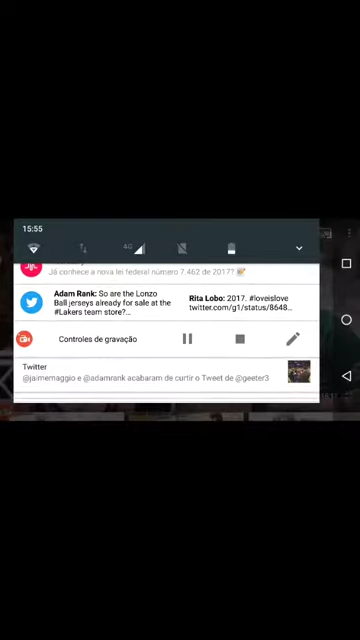 15:55
4G
Já conhece a nova lei federal número 7.462 de 2017?
Adam Rank: So are the Lonzo
Ball jerseys already for sale at the
#Lakers team store?...
Rita Lobo: 2017. #loveislove
twitter.com/g1/status/8648...
Controles de gravação
Twitter
@jaimemaggio e @adamrank acabaram de curtir o Tweet de @geeter3